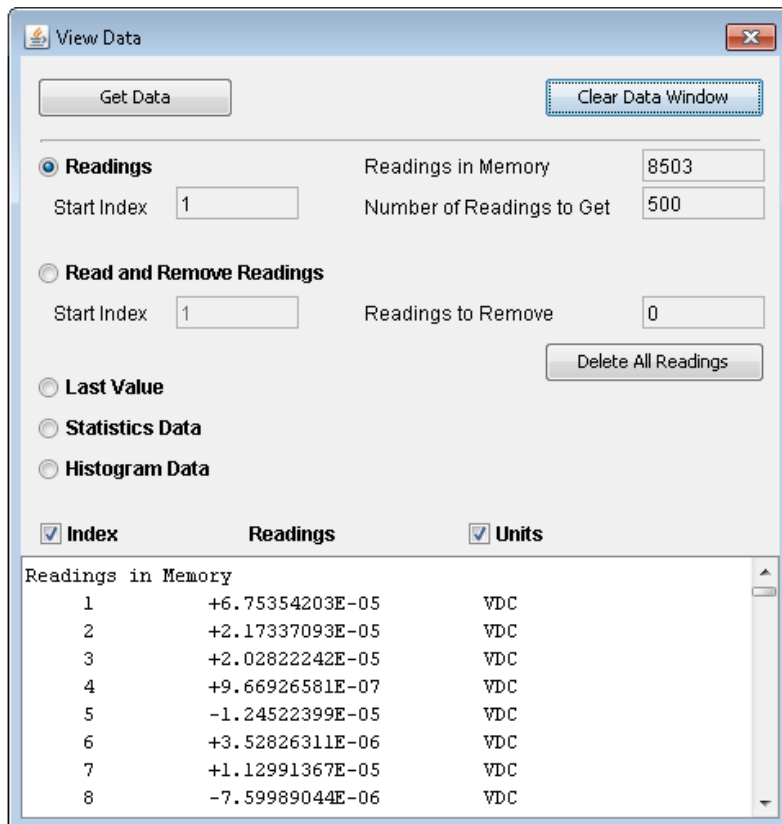 View Data
Get Data Clear Data Window
Readings Readings in Memory 8503
Start Index 1 Number of Readings to Get 500
Read and Remove Readings
Start Index 1 Readings to Remove 0
Delete All Readings
Last Value
Statistics Data
Histogram Data
Index Readings Units
Readings in Memory
1 +6.75354203E-05 VDC
2 +2.17337093E-05 VDC
3 +2.02822242E-05 VDC
4 +9.66926581E-07 VDC
5 -1.24522399E-05 VDC
6 +3.52826311E-06 VDC
7 +1.12991367E-05 VDC
8 -7.59989044E-06 VDC